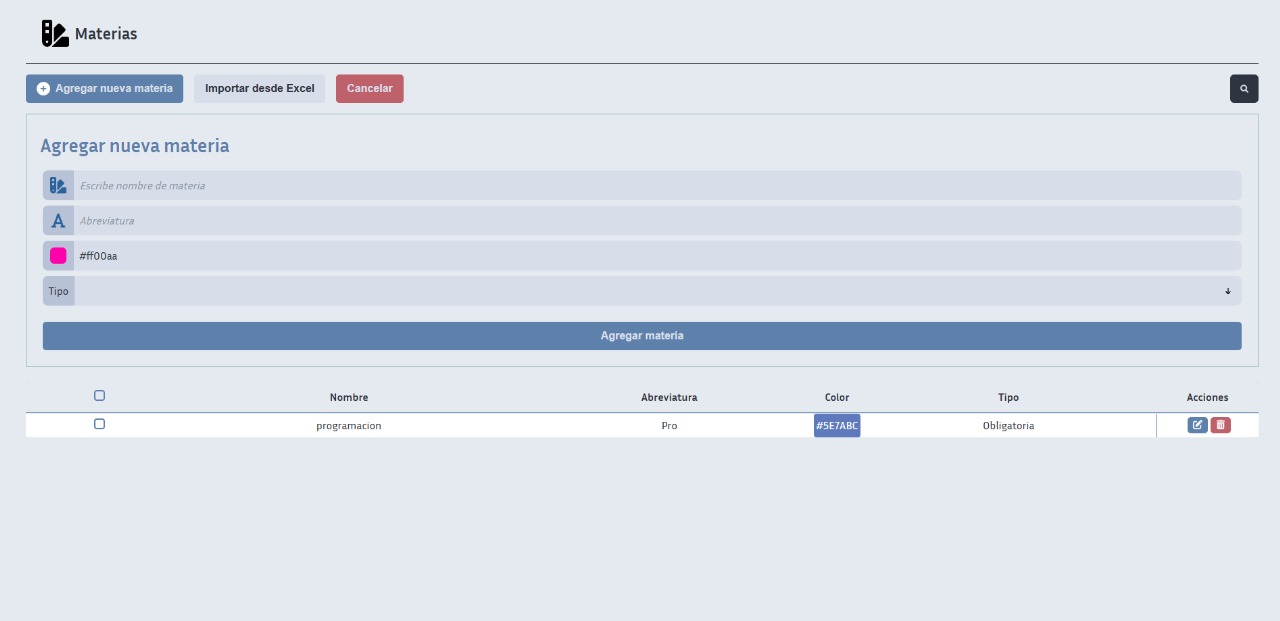 Materias
Agregar nueva materia Importar desde Excel Cancelar
Agregar nueva materia
Escribe nombre de materia
A Abreviatura
#ff00aa
Tipo
Agregar materia
Nombre Abreviatura Color Tipo Acciones
programacion Pro #5E7ABC Obligatoria